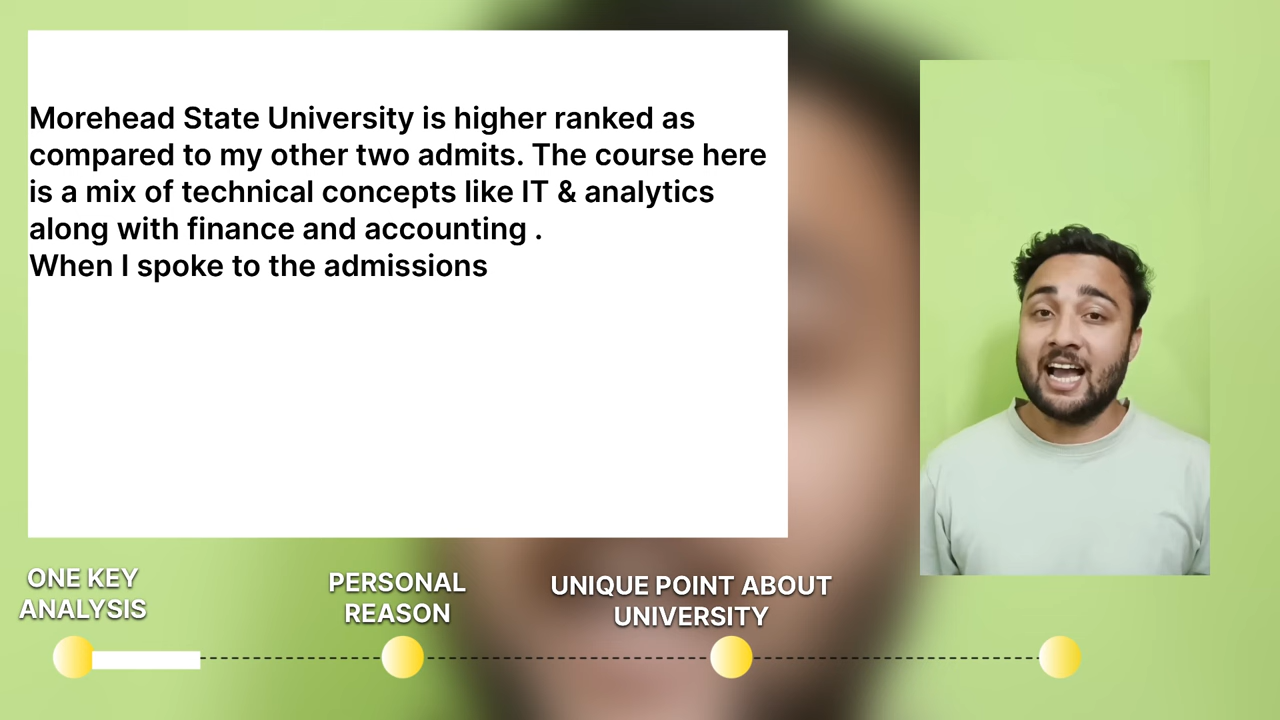 Morehead State University is higher ranked as
compared to my other two admits. The course here
is a mix of technical concepts like IT & analytics
along with finance and accounting .
When I spoke to the admissions
ONE KEY
ANALYSIS
PERSONAL
REASON
UNIQUE POINT ABOUT
UNIVERSITY